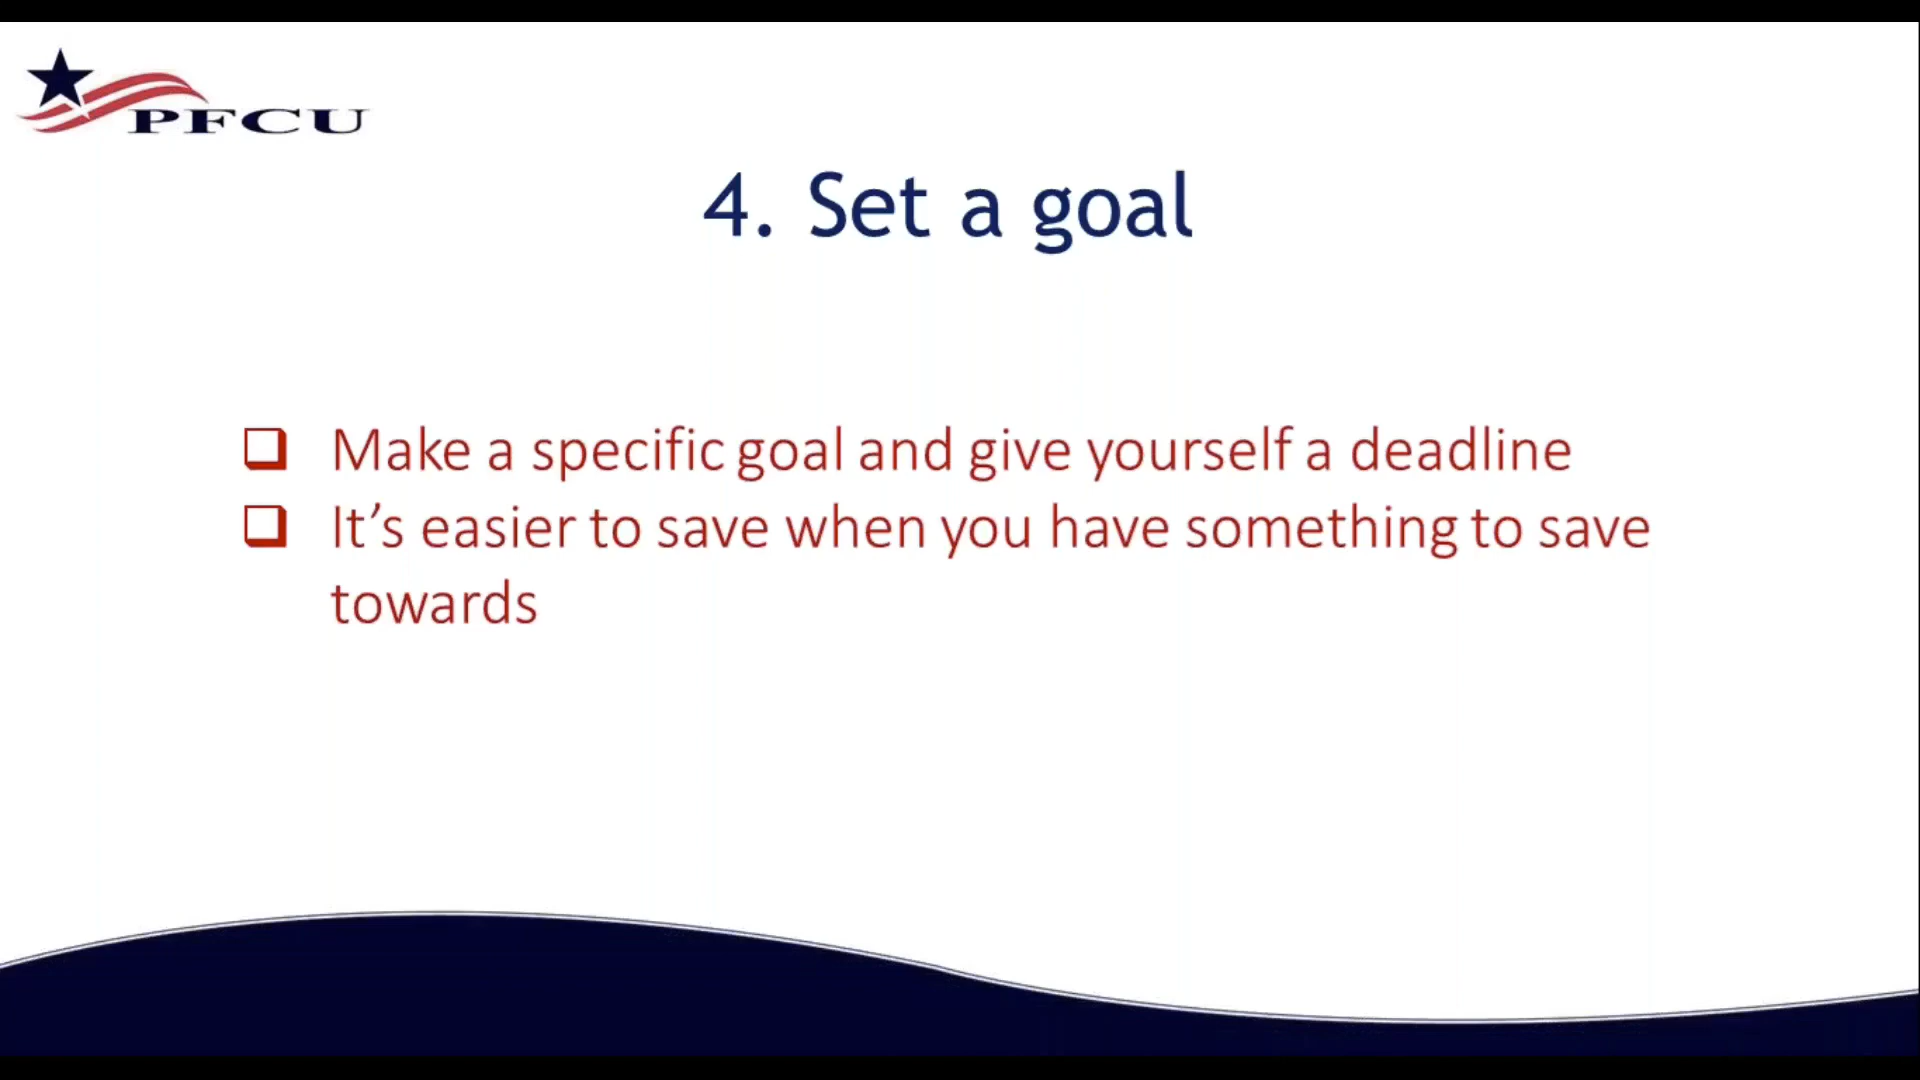 PFCU
4. Set a goal
Make a specific goal and give yourself a deadline
It’s easier to save when you have something to save
towards